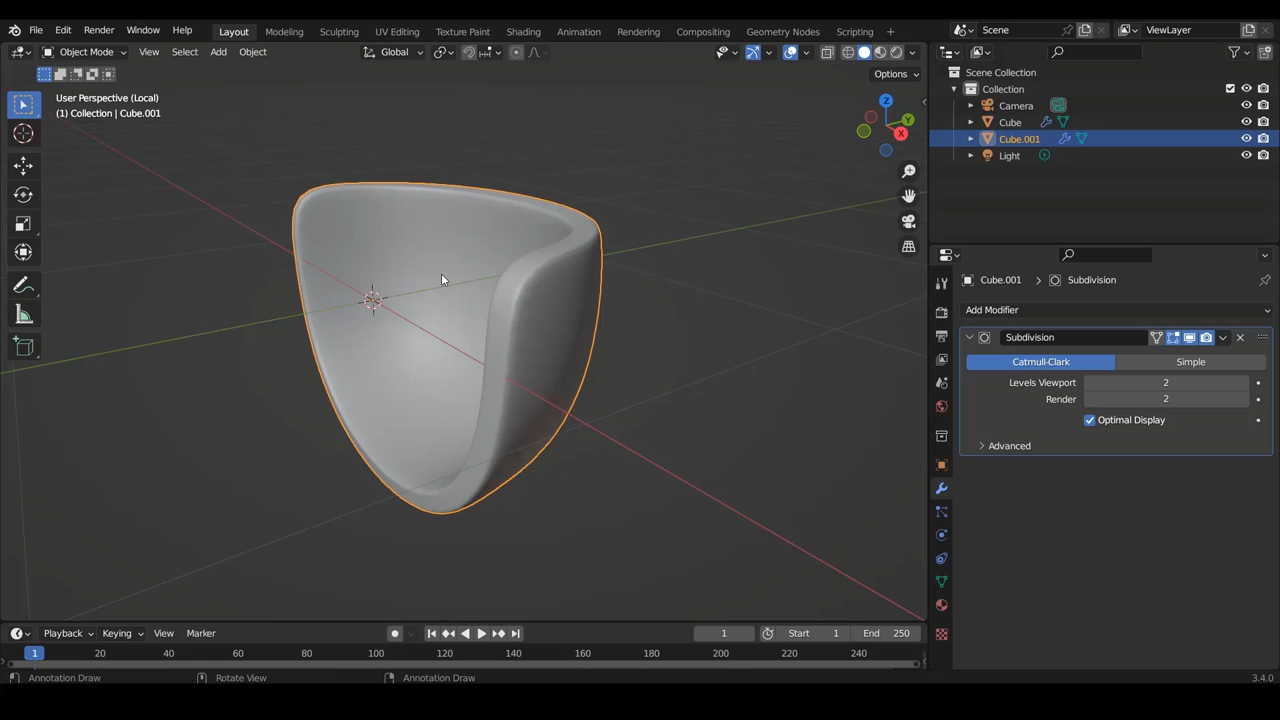 File Edit Render Window Help Layout Modeling Sculpting UV Editing Texture Paint Shading Animation Rendering Compositing Geometry Nodes Scripting + Scene ViewLayer
Object Mode View Select Add Object Global
Options
User Perspective (Local)
(1) Collection | Cube.001
Z
Y
X
Scene Collection
Collection
Camera
Cube
Cube.001
Light
Cube.001 > Subdivision
Add Modifier
Subdivision
Catmull-Clark Simple
Levels Viewport 2
Render 2
Optimal Display
Advanced
Playback Keying View Marker 1 Start 1 End 250
1 20 40 60 80 100 120 140 160 180 200 220 240
Annotation Draw Rotate View Annotation Draw 3.4.0